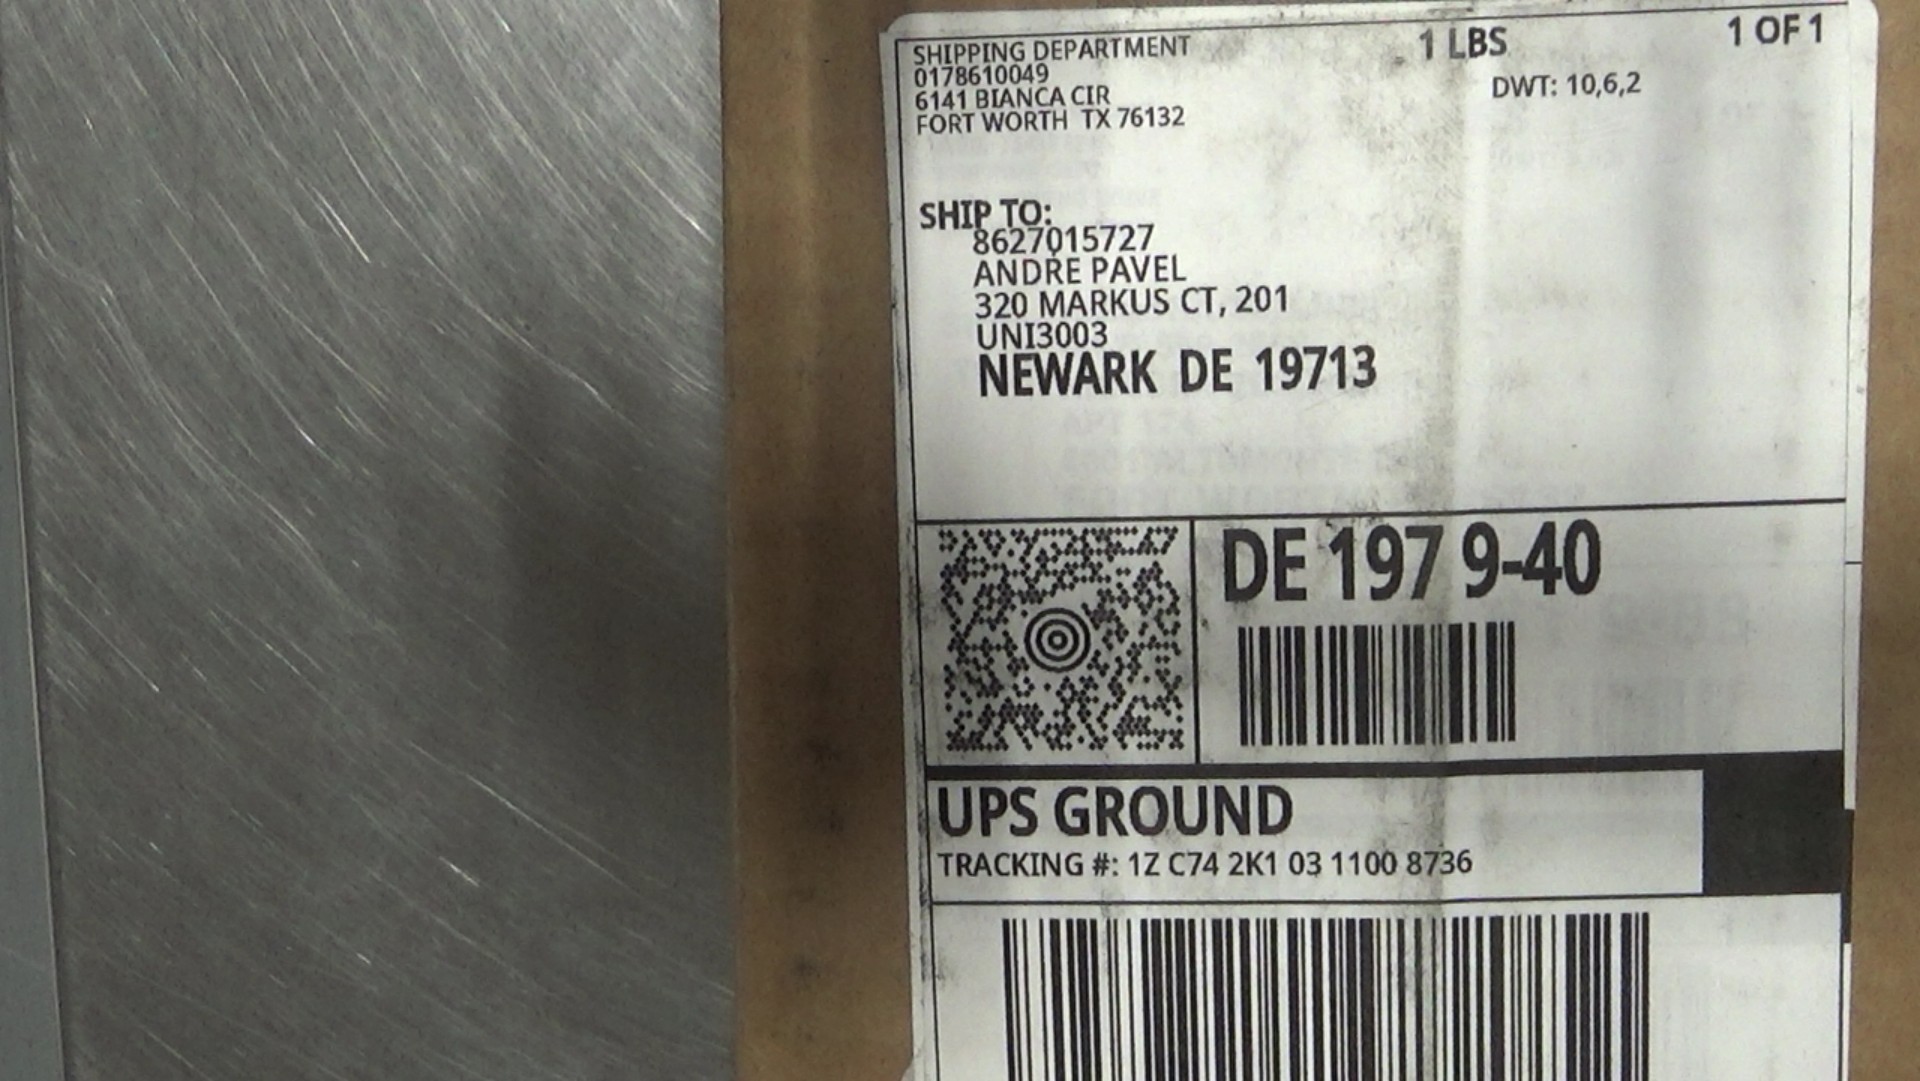 SHIPPING DEPARTMENT
0178610049
6141 BIANCA CIR
FORT WORTH TX 76132
1 LBS
1 OF 1
DWT: 10,6,2
SHIP TO:
8627015727
ANDRE PAVEL
320 MARKUS CT, 201
UNI3003
NEWARK DE 19713
DE 197 9-40
UPS GROUND
TRACKING #: 1Z C74 2K1 03 1100 8736